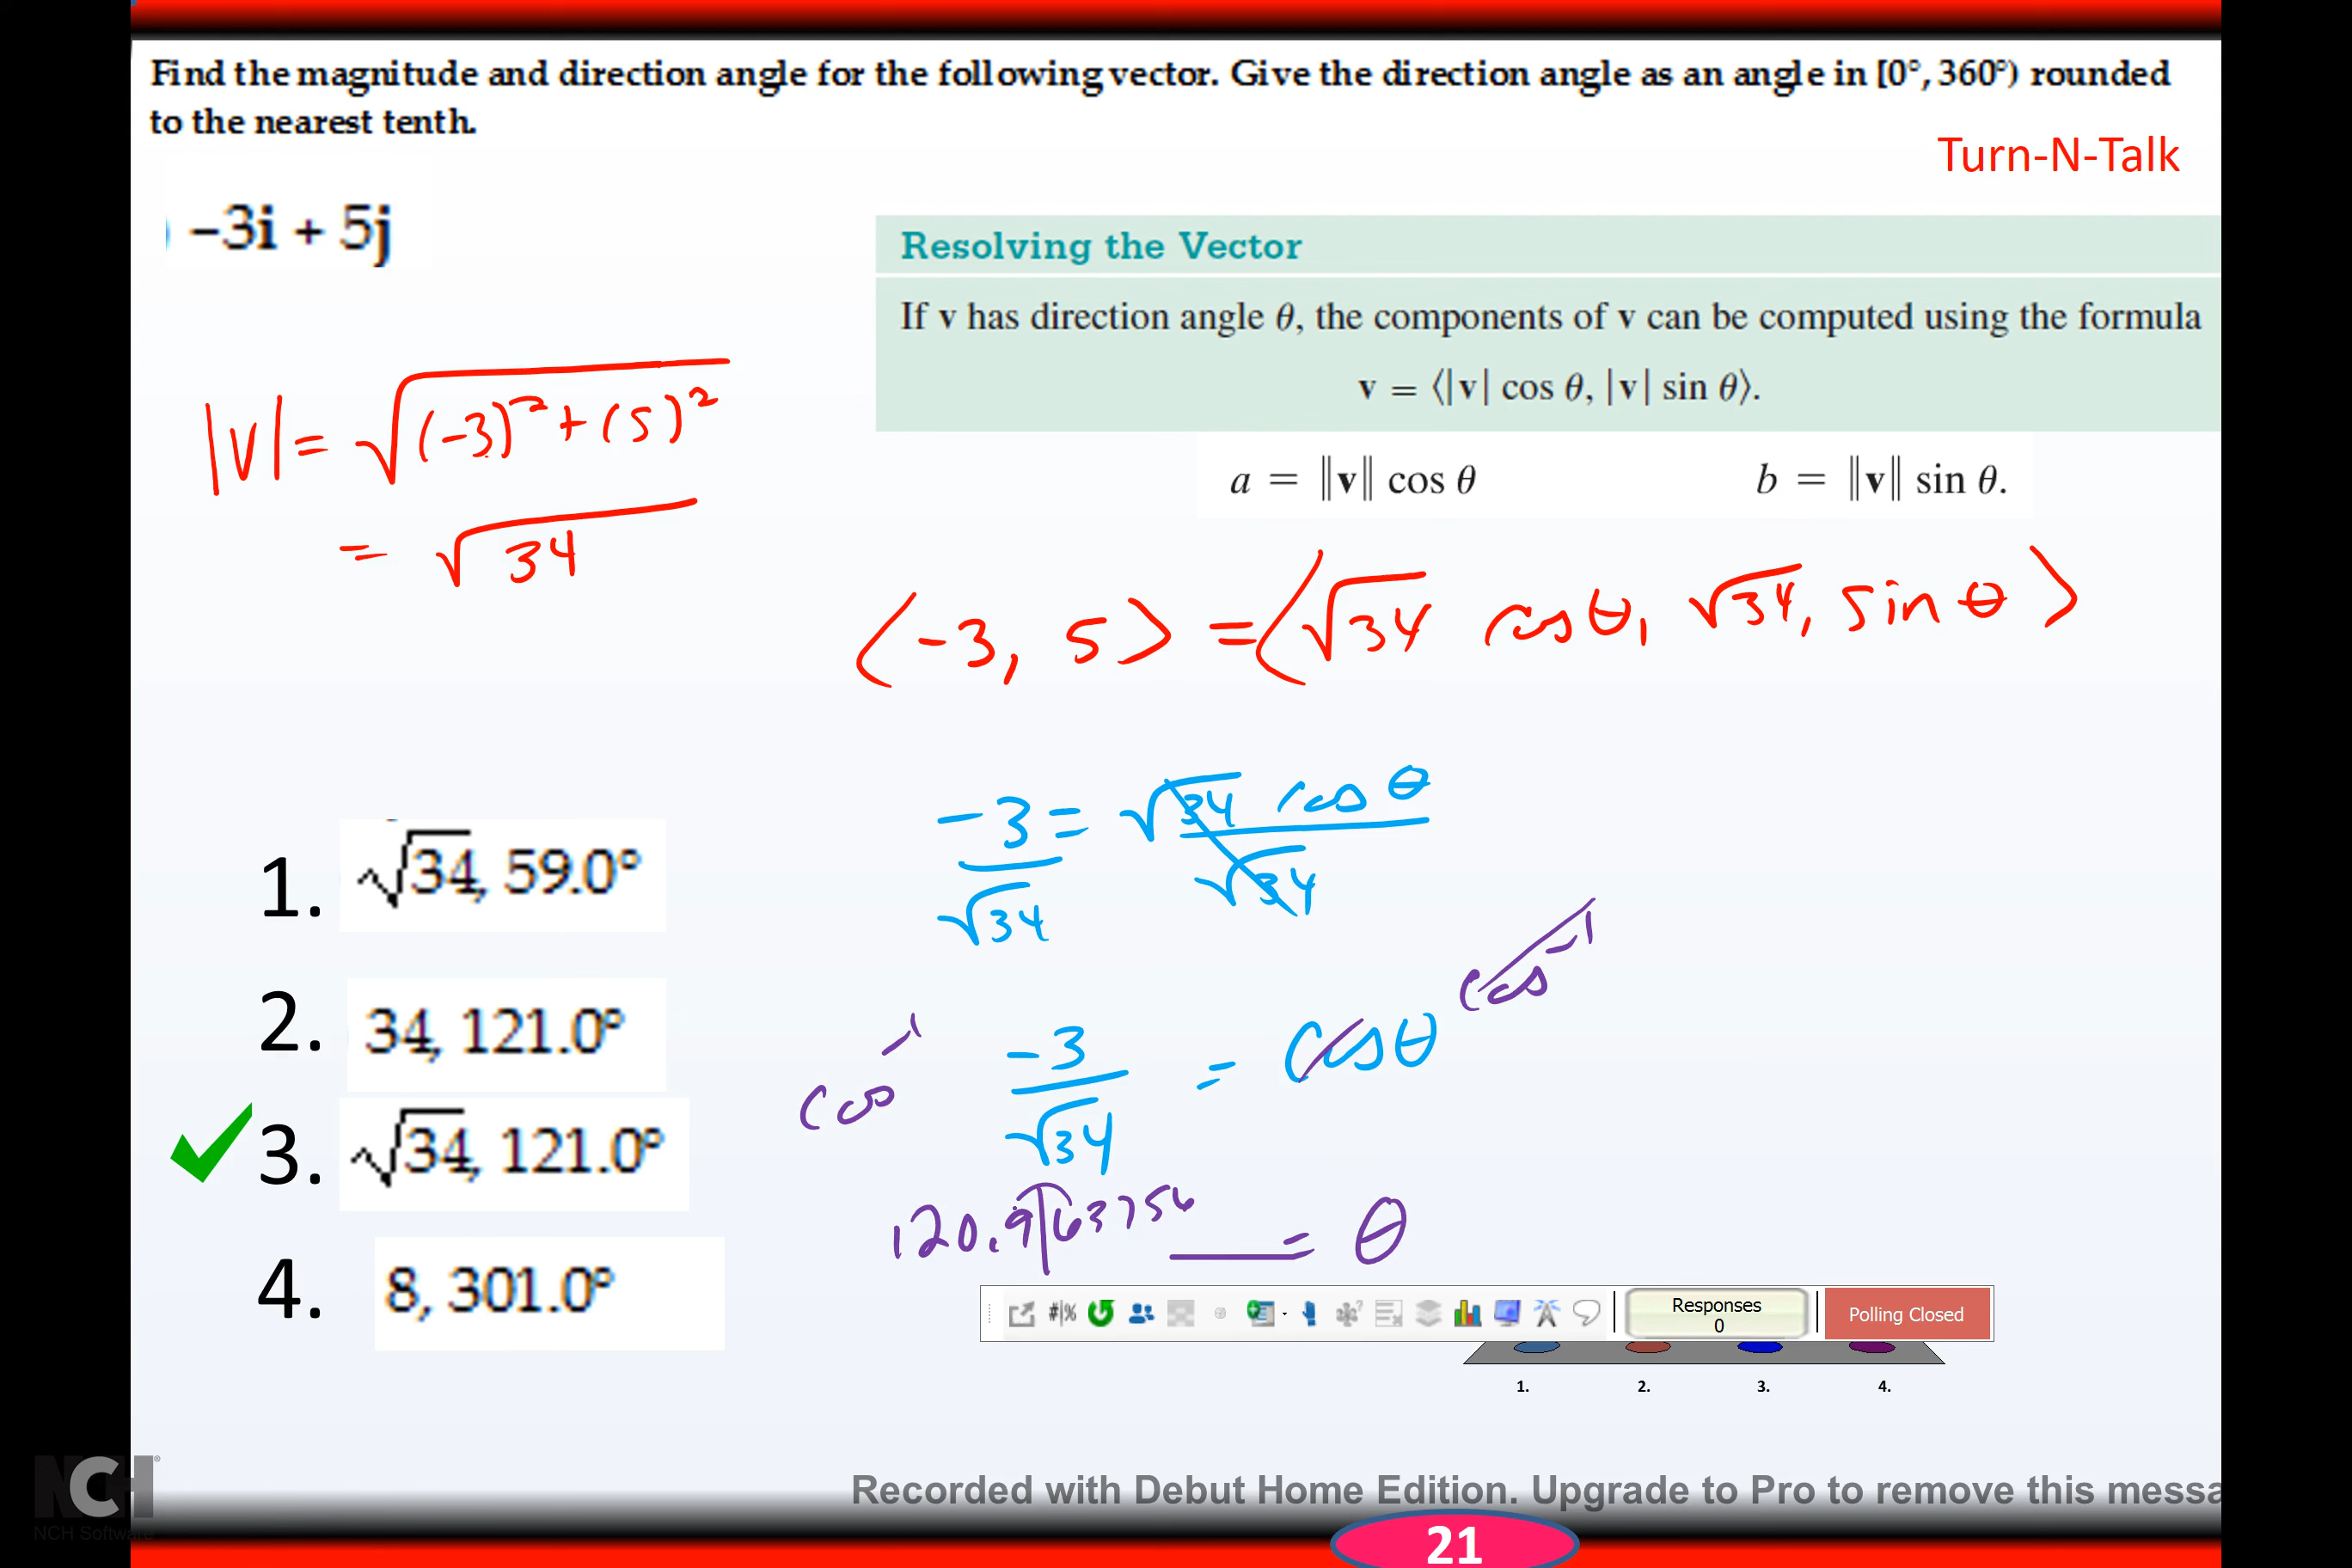 Find the magnitude and direction angle for the following vector. Give the direction angle as an angle in [0°, 360°) rounded
to the nearest tenth.
Turn-N-Talk
−3i + 5j
Resolving the Vector
If v has direction angle θ, the components of v can be computed using the formula
v = ⟨|v| cos θ, |v| sin θ⟩.
a = ‖v‖ cos θ
b = ‖v‖ sin θ.
|v| = √(-3)² + (5)²
= √34
⟨-3, 5⟩ = ⟨√34 cos θ, √34, sin θ⟩
-3 = √34 cos θ
√34 √34
cos⁻¹ -3/√34 = cos θ cos⁻¹
120.963756 = θ
1. √34, 59.0°
2. 34, 121.0°
✓ 3. √34, 121.0°
4. 8, 301.0°
#|%
Responses
0
Polling Closed
1. 2. 3. 4.
NCH®
NCH Software
Recorded with Debut Home Edition. Upgrade to Pro to remove this messa
21